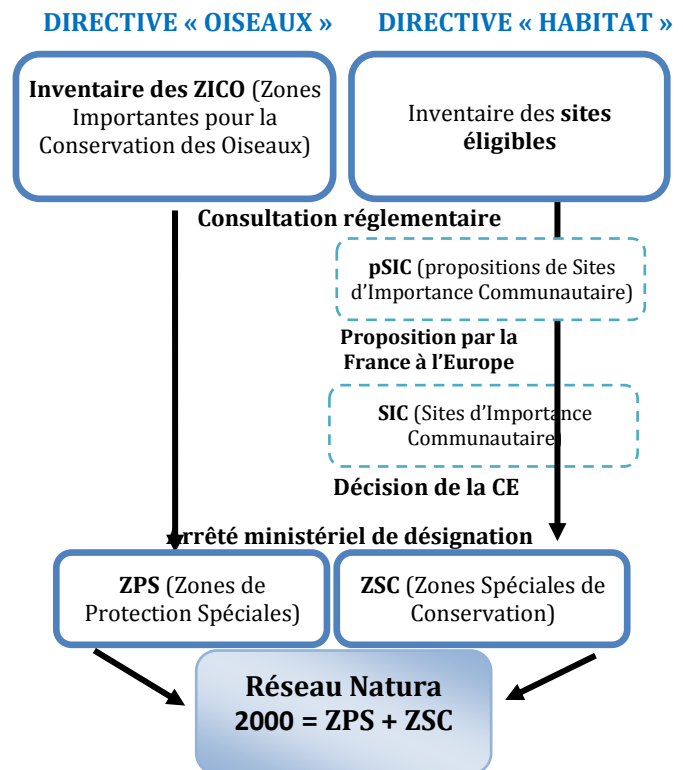 DIRECTIVE « OISEAUX »
DIRECTIVE « HABITAT »
Inventaire des ZICO (Zones
Importantes pour la
Conservation des Oiseaux)
Inventaire des sites
éligibles
Consultation réglementaire
pSIC (propositions de Sites
d’Importance Communautaire)
Proposition par la
France à l’Europe
SIC (Sites d’Importance
Communautaire)
Décision de la CE
Arrêté ministériel de désignation
ZPS (Zones de
Protection Spéciales)
ZSC (Zones Spéciales de
Conservation)
Réseau Natura
2000 = ZPS + ZSC